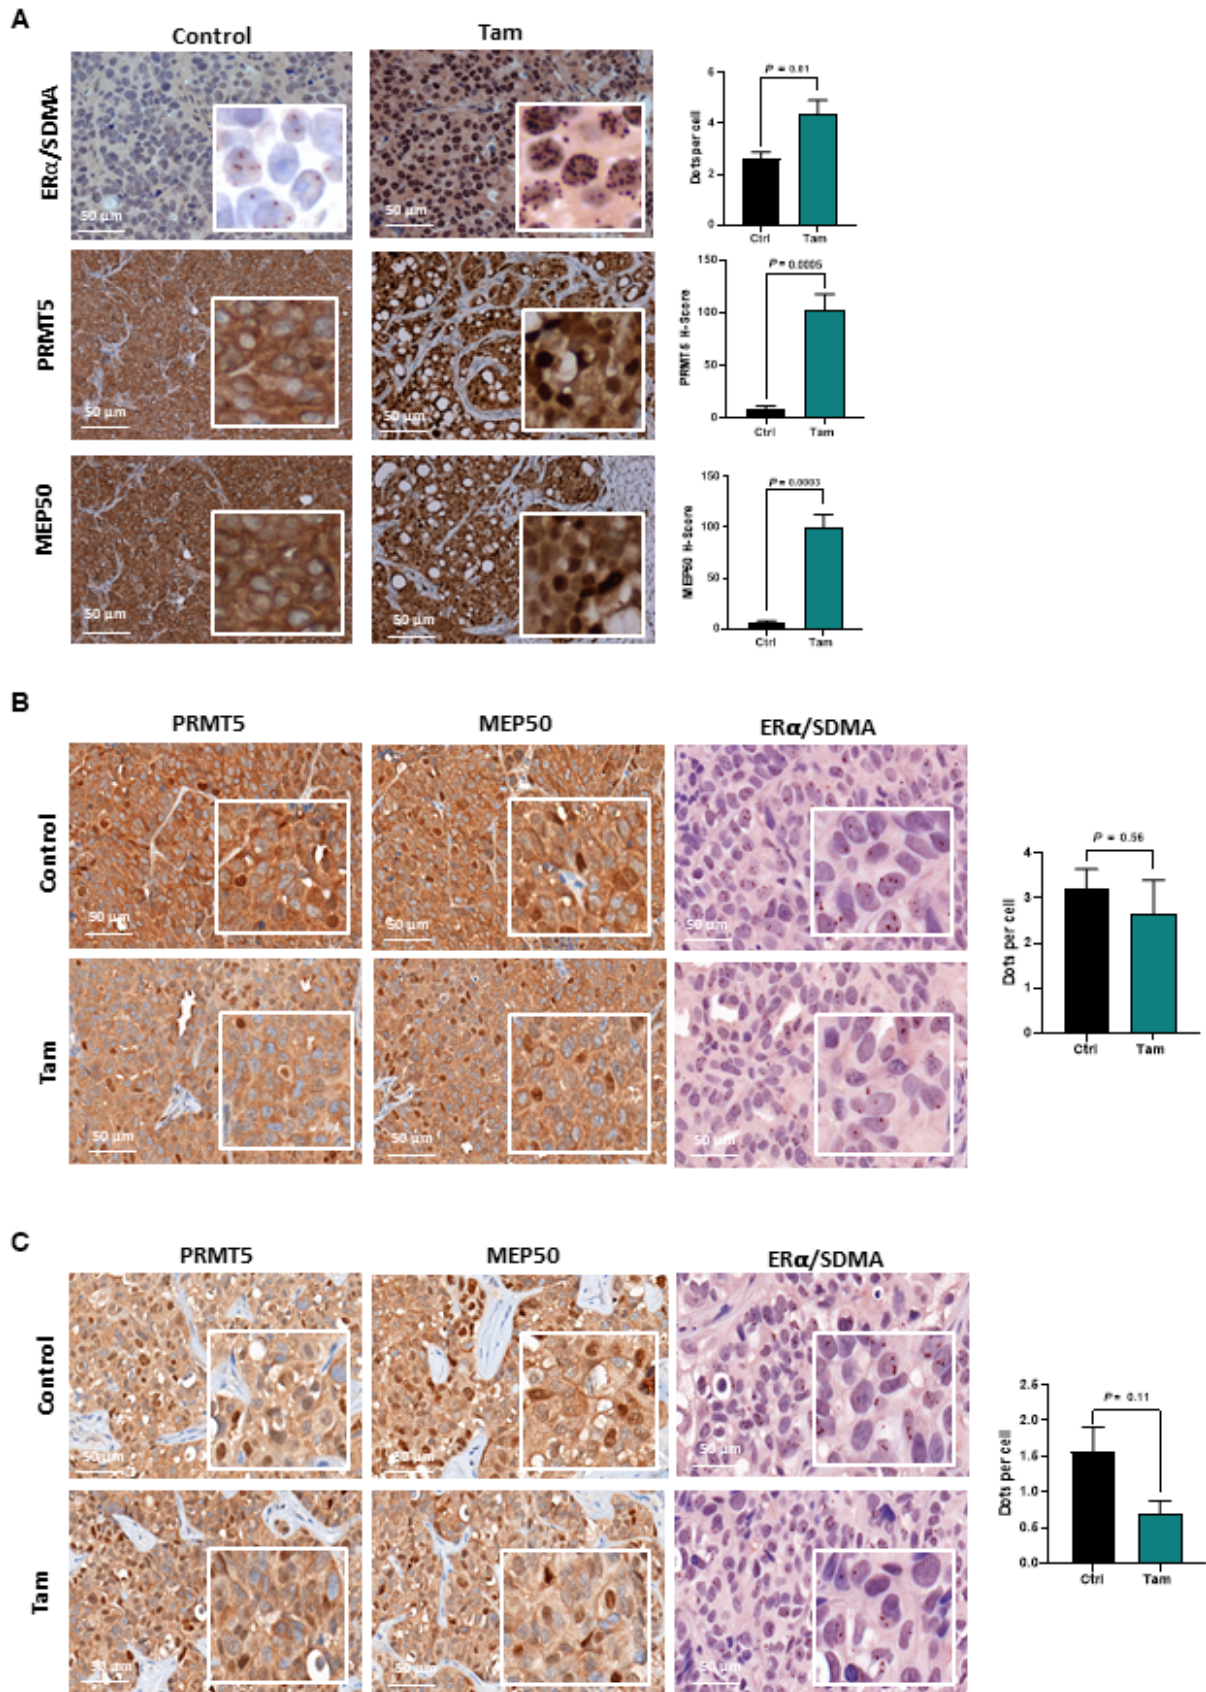 A
Control
Tam
ERα/SDMA
50 µm
50 µm
6
4
2
0
Dots per cell
P = 0.01
Ctrl
Tam
PRMT5
50 µm
50 µm
150
100
50
0
PRMT5 H-Score
P = 0.0005
Ctrl
Tam
MEP50
50 µm
50 µm
150
100
50
0
MEP50 H-Score
P = 0.0003
Ctrl
Tam
B
PRMT5
MEP50
ERα/SDMA
Control
50 µm
50 µm
50 µm
Tam
50 µm
50 µm
50 µm
4
3
2
1
0
Dots per cell
P = 0.56
Ctrl
Tam
C
PRMT5
MEP50
ERα/SDMA
Control
50 µm
50 µm
50 µm
Tam
50 µm
50 µm
50 µm
2.5
2.0
1.5
1.0
0.5
0.0
Dots per cell
P = 0.11
Ctrl
Tam